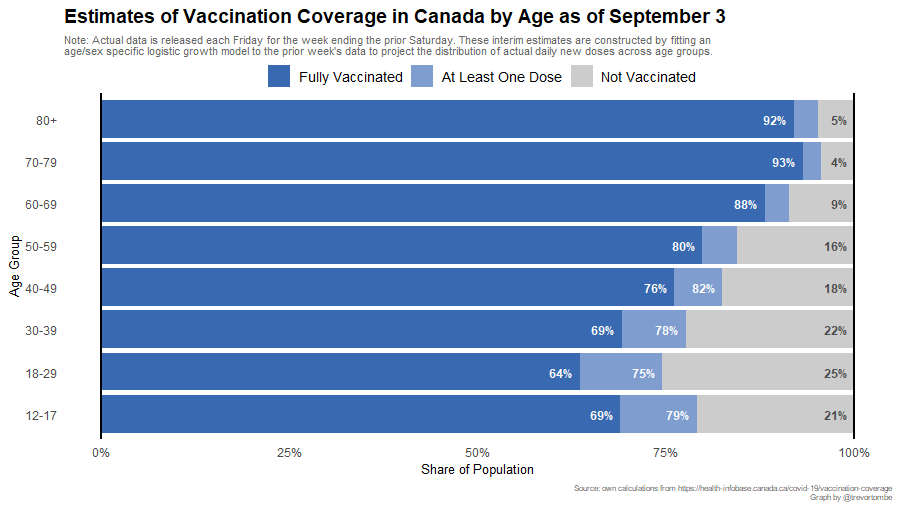 Estimates of Vaccination Coverage in Canada by Age as of September 3
Note: Actual data is released each Friday for the week ending the prior Saturday. These interim estimates are constructed by fitting an
age/sex specific logistic growth model to the prior week's data to project the distribution of actual daily new doses across age groups.
Fully Vaccinated At Least One Dose Not Vaccinated
Age Group
80+ 92% 5%
70-79 93% 4%
60-69 88% 9%
50-59 80% 16%
40-49 76% 82% 18%
30-39 69% 78% 22%
18-29 64% 75% 25%
12-17 69% 79% 21%
0% 25% 50% 75% 100%
Share of Population
Source: own calculations from https://health-infobase.canada.ca/covid-19/vaccination-coverage
Graph by @trevortombe